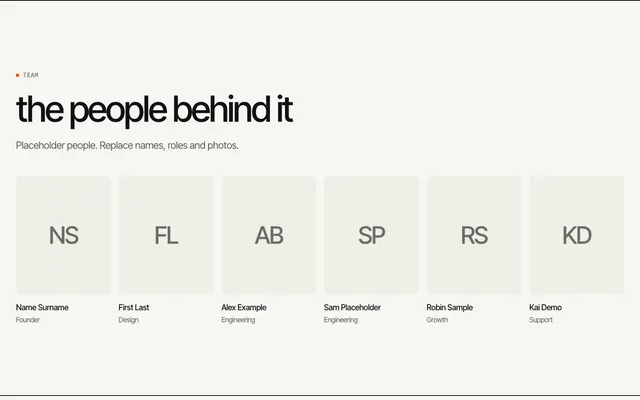 TEAM
the people behind it
Placeholder people. Replace names, roles and photos.
NS FL AB SP RS KD
Name Surname First Last Alex Example Sam Placeholder Robin Sample Kai Demo
Founder Design Engineering Engineering Growth Support